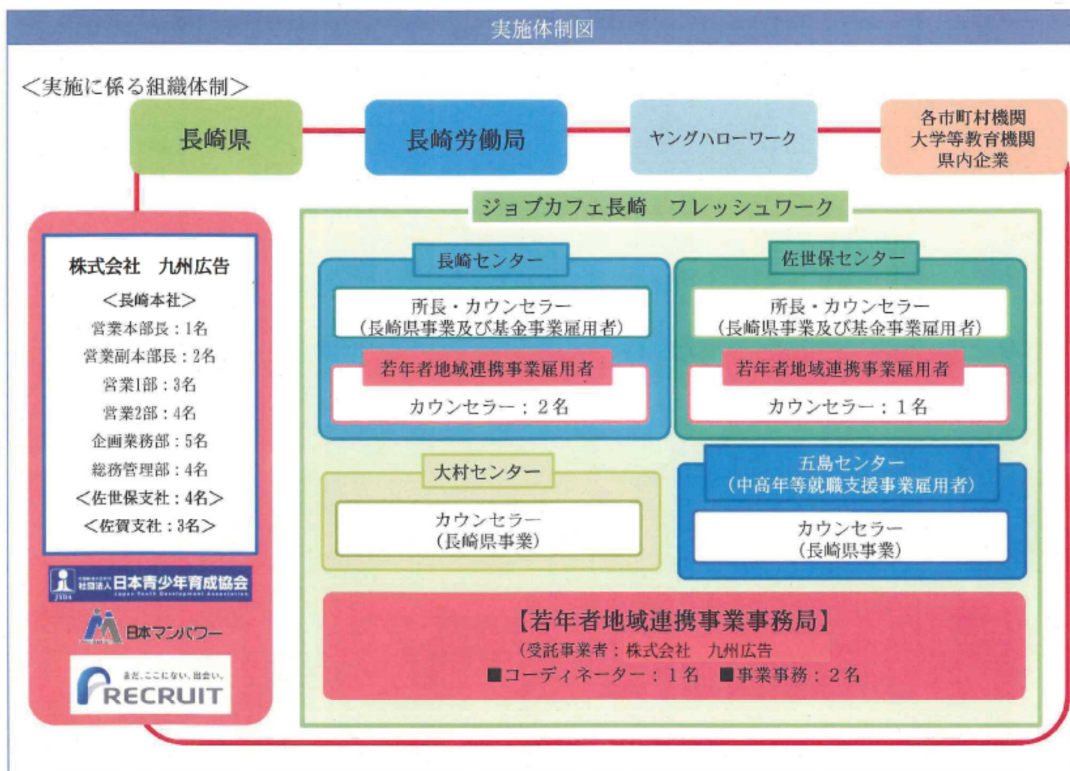 実施体制図
＜実施に係る組織体制＞
長崎県
長崎労働局
ヤングハローワーク
各市町村機関
大学等教育機関
県内企業
株式会社　九州広告
＜長崎本社＞
営業本部長：1名
営業副本部長：2名
営業1部：3名
営業2部：4名
企画業務部：5名
総務管理部：4名
＜佐世保支社：4名＞
＜佐賀支社：3名＞
JYDA
社団法人 日本青少年育成協会
Japan Youth Development Association
日本マンパワー
まだ、ここにない、出会い。
RECRUIT
ジョブカフェ長崎　フレッシュワーク
長崎センター
所長・カウンセラー
(長崎県事業及び基金事業雇用者)
若年者地域連携事業雇用者
カウンセラー：２名
佐世保センター
所長・カウンセラー
(長崎県事業及び基金事業雇用者)
若年者地域連携事業雇用者
カウンセラー：１名
大村センター
カウンセラー
(長崎県事業)
五島センター
(中高年等就職支援事業雇用者)
カウンセラー
(長崎県事業)
【若年者地域連携事業事務局】
(受託事業者：株式会社　九州広告
■コーディネーター：１名　■事業事務：２名